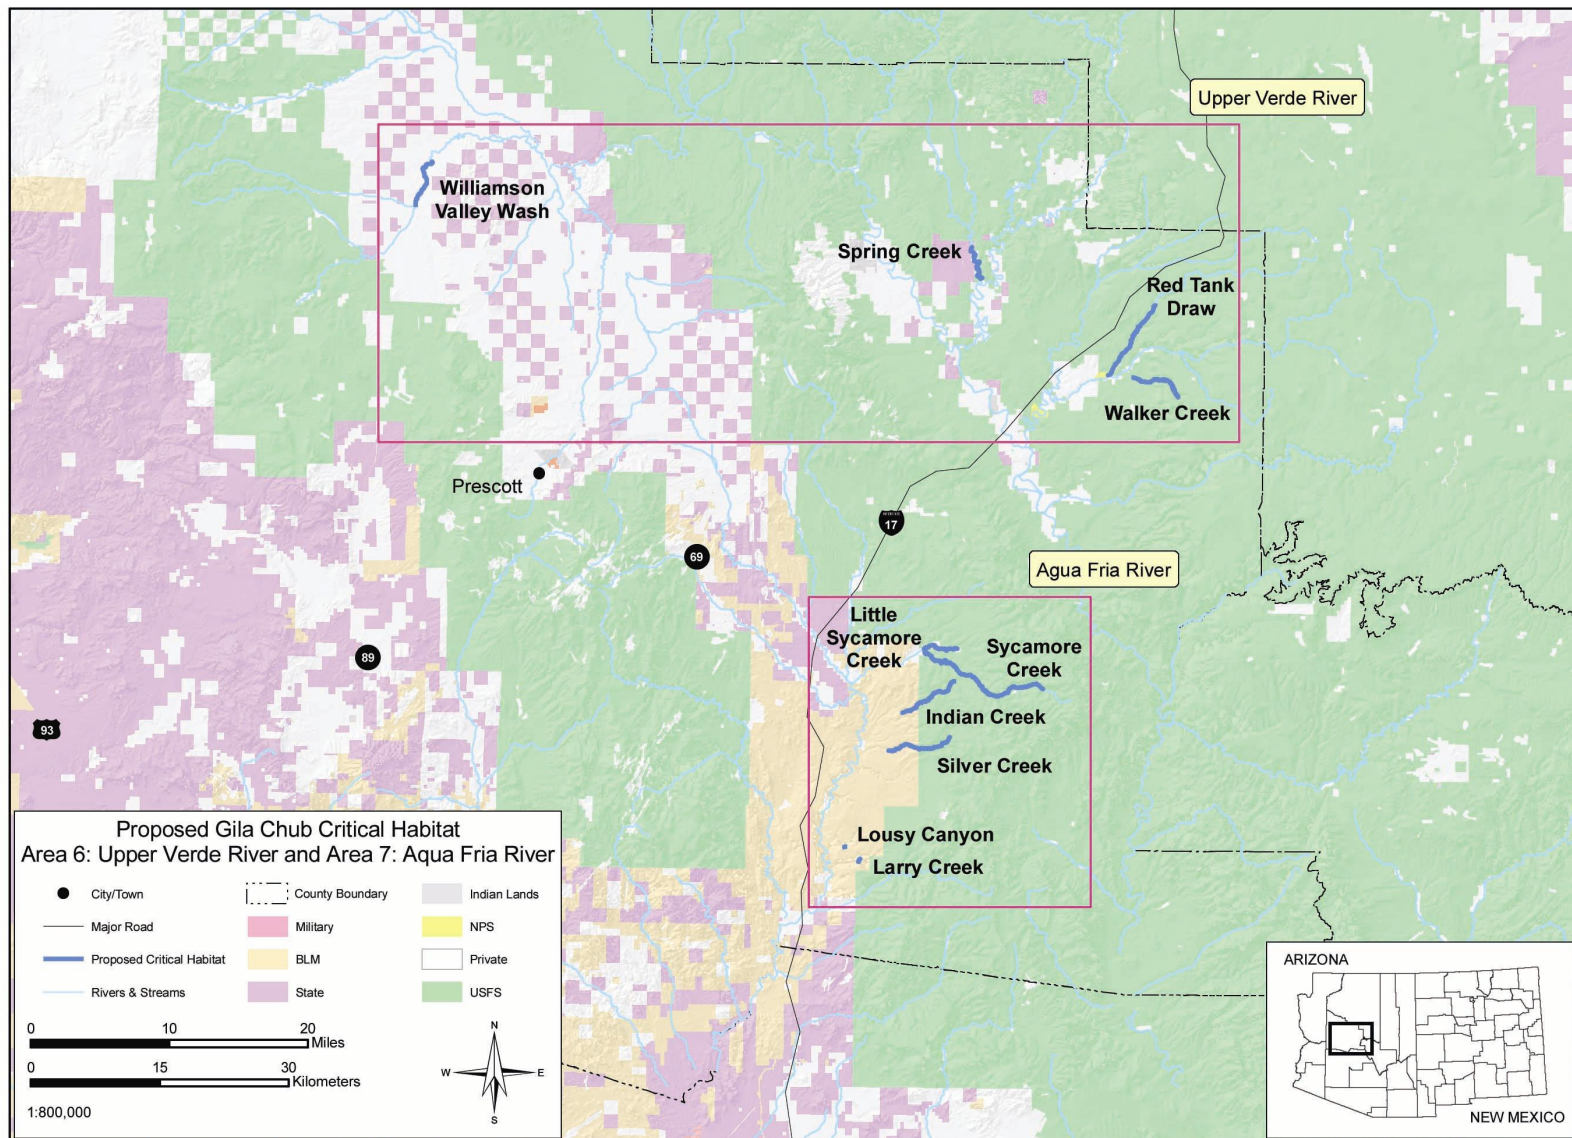 Upper Verde River
Williamson
Valley Wash
Spring Creek
Red Tank
Draw
Walker Creek
Prescott
17
69
Agua Fria River
Little
Sycamore
Creek
Sycamore
Creek
89
Indian Creek
93
Silver Creek
Lousy Canyon
Larry Creek
Proposed Gila Chub Critical Habitat
Area 6: Upper Verde River and Area 7: Aqua Fria River
City/Town
County Boundary
Indian Lands
Major Road
Military
NPS
Proposed Critical Habitat
BLM
Private
Rivers & Streams
State
USFS
0 10 20
Miles
0 15 30
Kilometers
1:800,000
N
W E
S
ARIZONA
NEW MEXICO